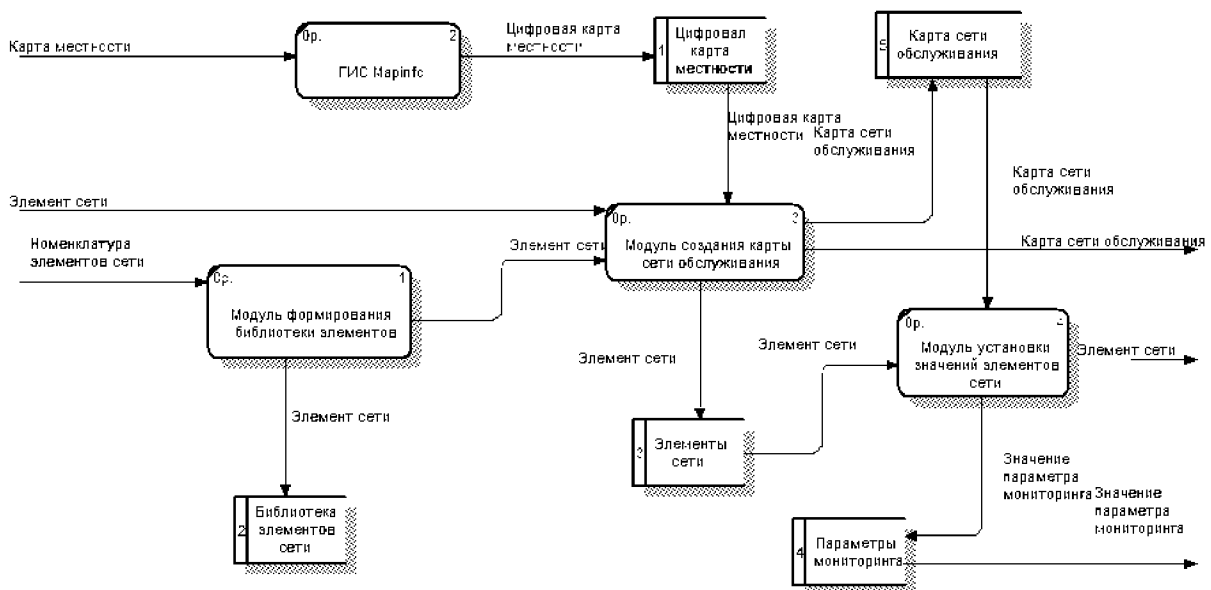 Карта местности
0р.
2
ГИС Mapinfc
Цифровая карта
местности
1
Цифровал
карта
местности
5
Карта сети
обслуживания
Цифровая карта
местности
Карта сети
обслуживания
Карта сети
обслуживания
Элемент сети
0р.
3
Модуль создания карты
сети обслуживания
Элемент сети
Карта сети обслуживания
Номенклатура
элементов сети
0р.
1
Модуль формирования
библиотеки элементов
0р.
4
Модуль установки
значений элементов
сети
Элемент сети
Элемент сети
Элемент сети
Элемент сети
3
Элементы
сети
2
Библиотека
элементов
сети
Значение
параметра
мониторинга
Значение
параметра
мониторинга
4
Параметры
мониторинга